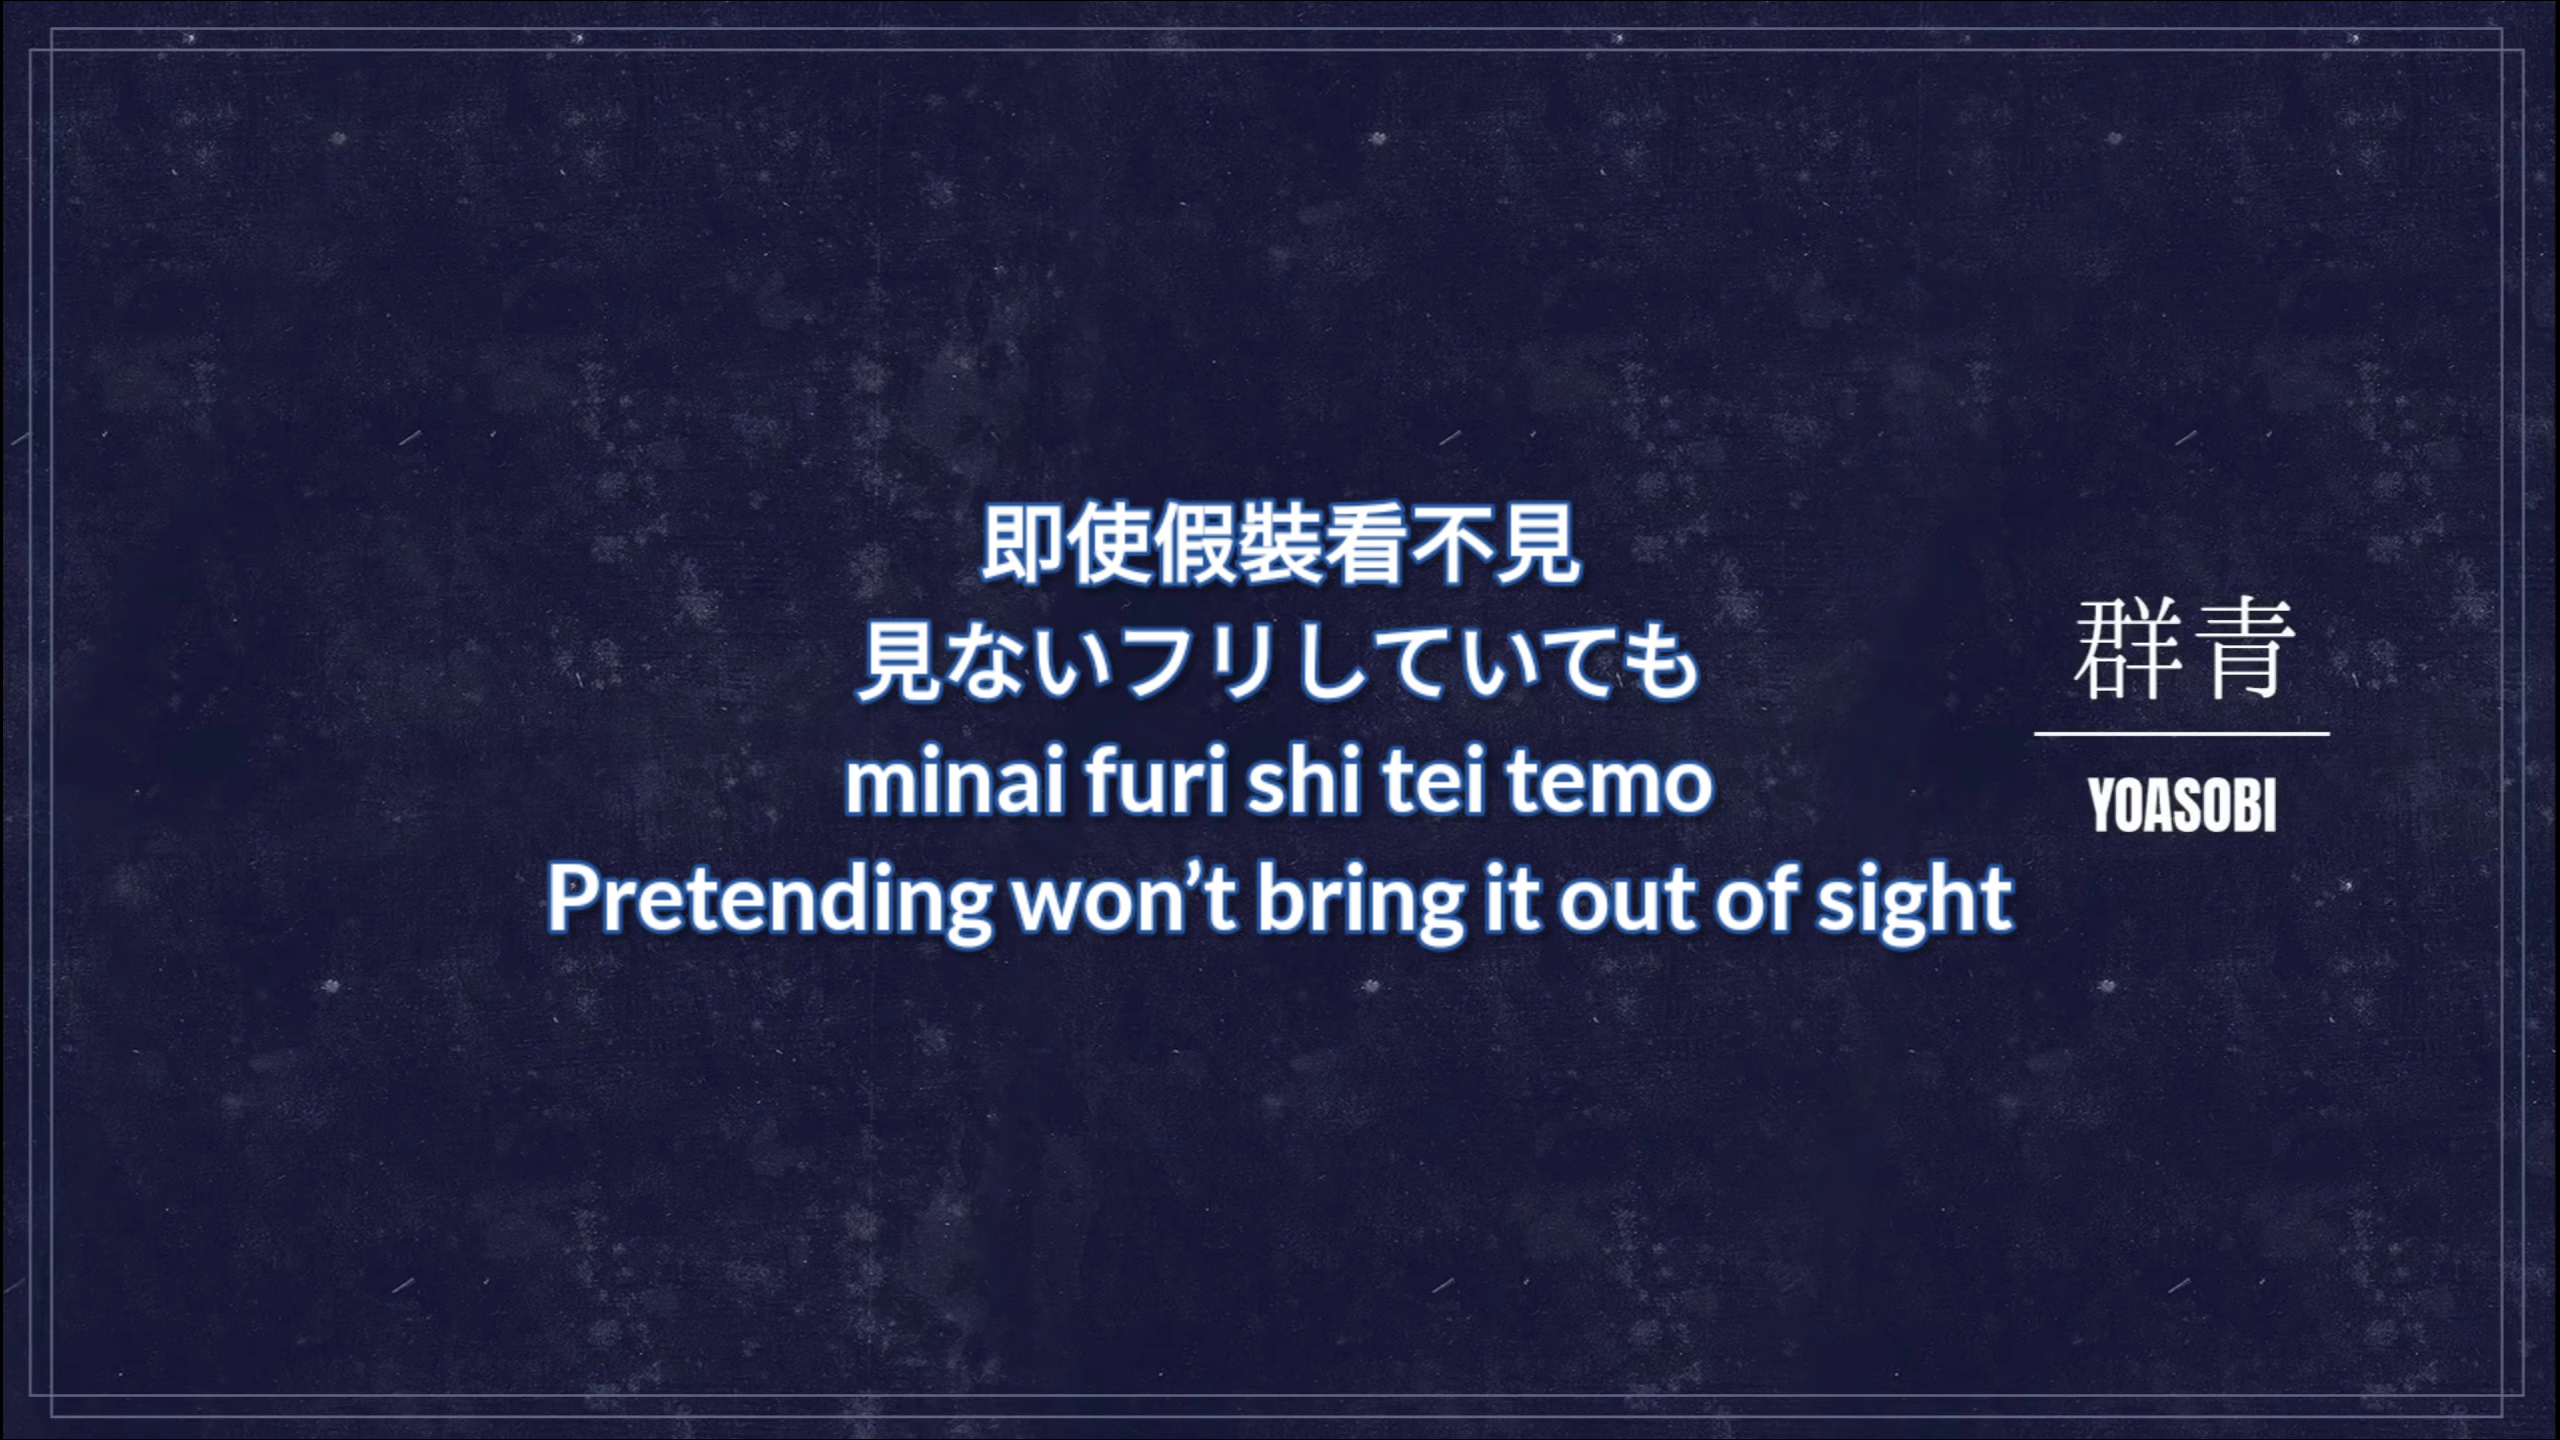 即使假裝看不見
見ないフリしていても
minai furi shi tei temo
Pretending won’t bring it out of sight
群青
YOASOBI